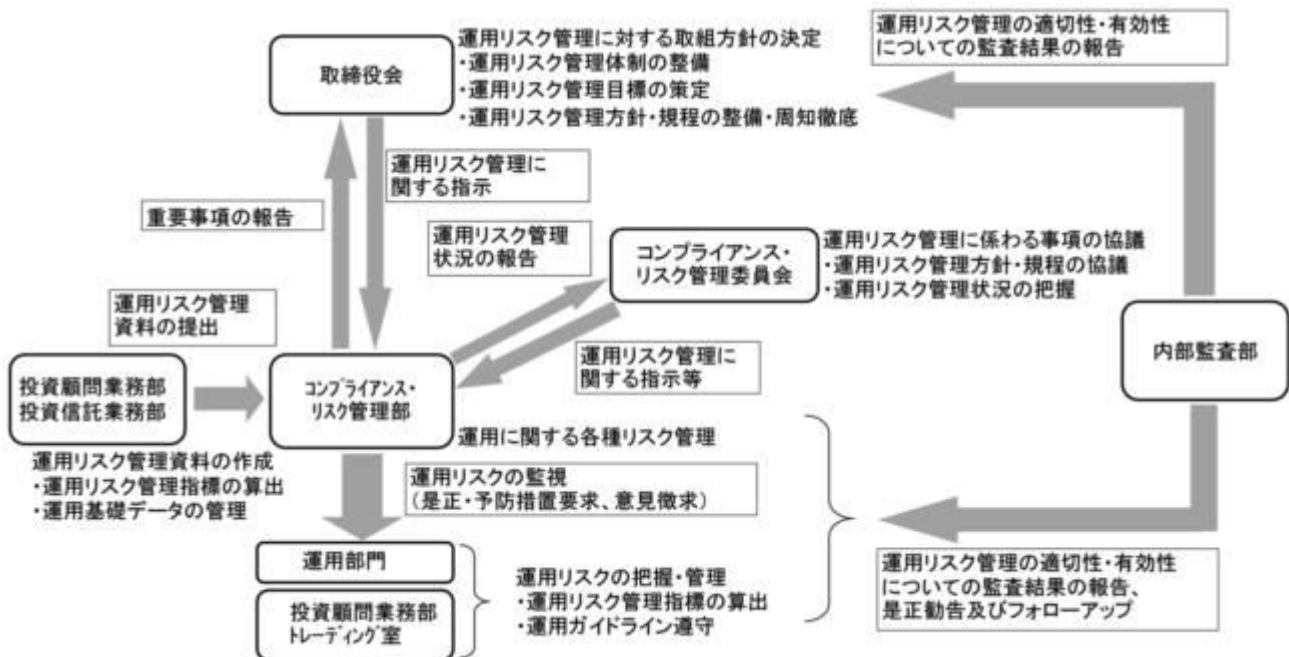 取締役会
運用リスク管理に対する取組方針の決定
・運用リスク管理体制の整備
・運用リスク管理目標の策定
・運用リスク管理方針・規程の整備・周知徹底
運用リスク管理の適切性・有効性
についての監査結果の報告
運用リスク管理に
関する指示
重要事項の報告
運用リスク管理
状況の報告
コンプライアンス・
リスク管理委員会
運用リスク管理に係わる事項の協議
・運用リスク管理方針・規程の協議
・運用リスク管理状況の把握
運用リスク管理
資料の提出
運用リスク管理に
関する指示等
内部監査部
投資顧問業務部
投資信託業務部
コンプライアンス・
リスク管理部
運用に関する各種リスク管理
運用リスク管理資料の作成
・運用リスク管理指標の算出
・運用基礎データの管理
運用リスクの監視
(是正・予防措置要求、意見徴求)
運用部門
投資顧問業務部
トレーディング室
運用リスクの把握・管理
・運用リスク管理指標の算出
・運用ガイドライン遵守
運用リスク管理の適切性・有効性
についての監査結果の報告、
是正勧告及びフォローアップ